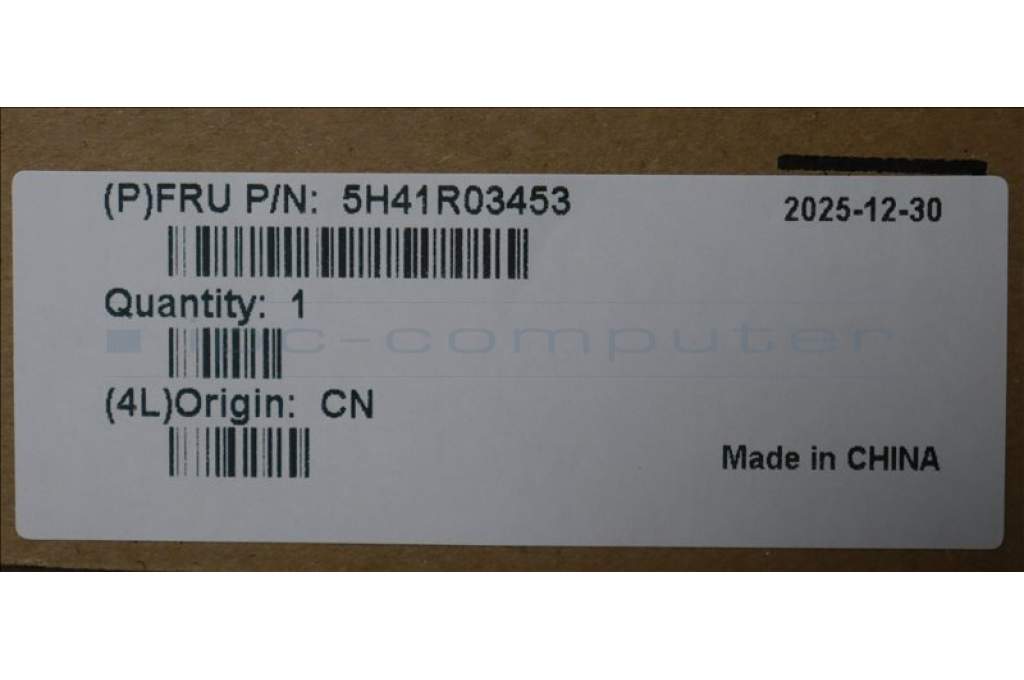 (P)FRU P/N: 5H41R03453
2025-12-30
Quantity: 1
c-computer
(4L)Origin: CN
Made in CHINA